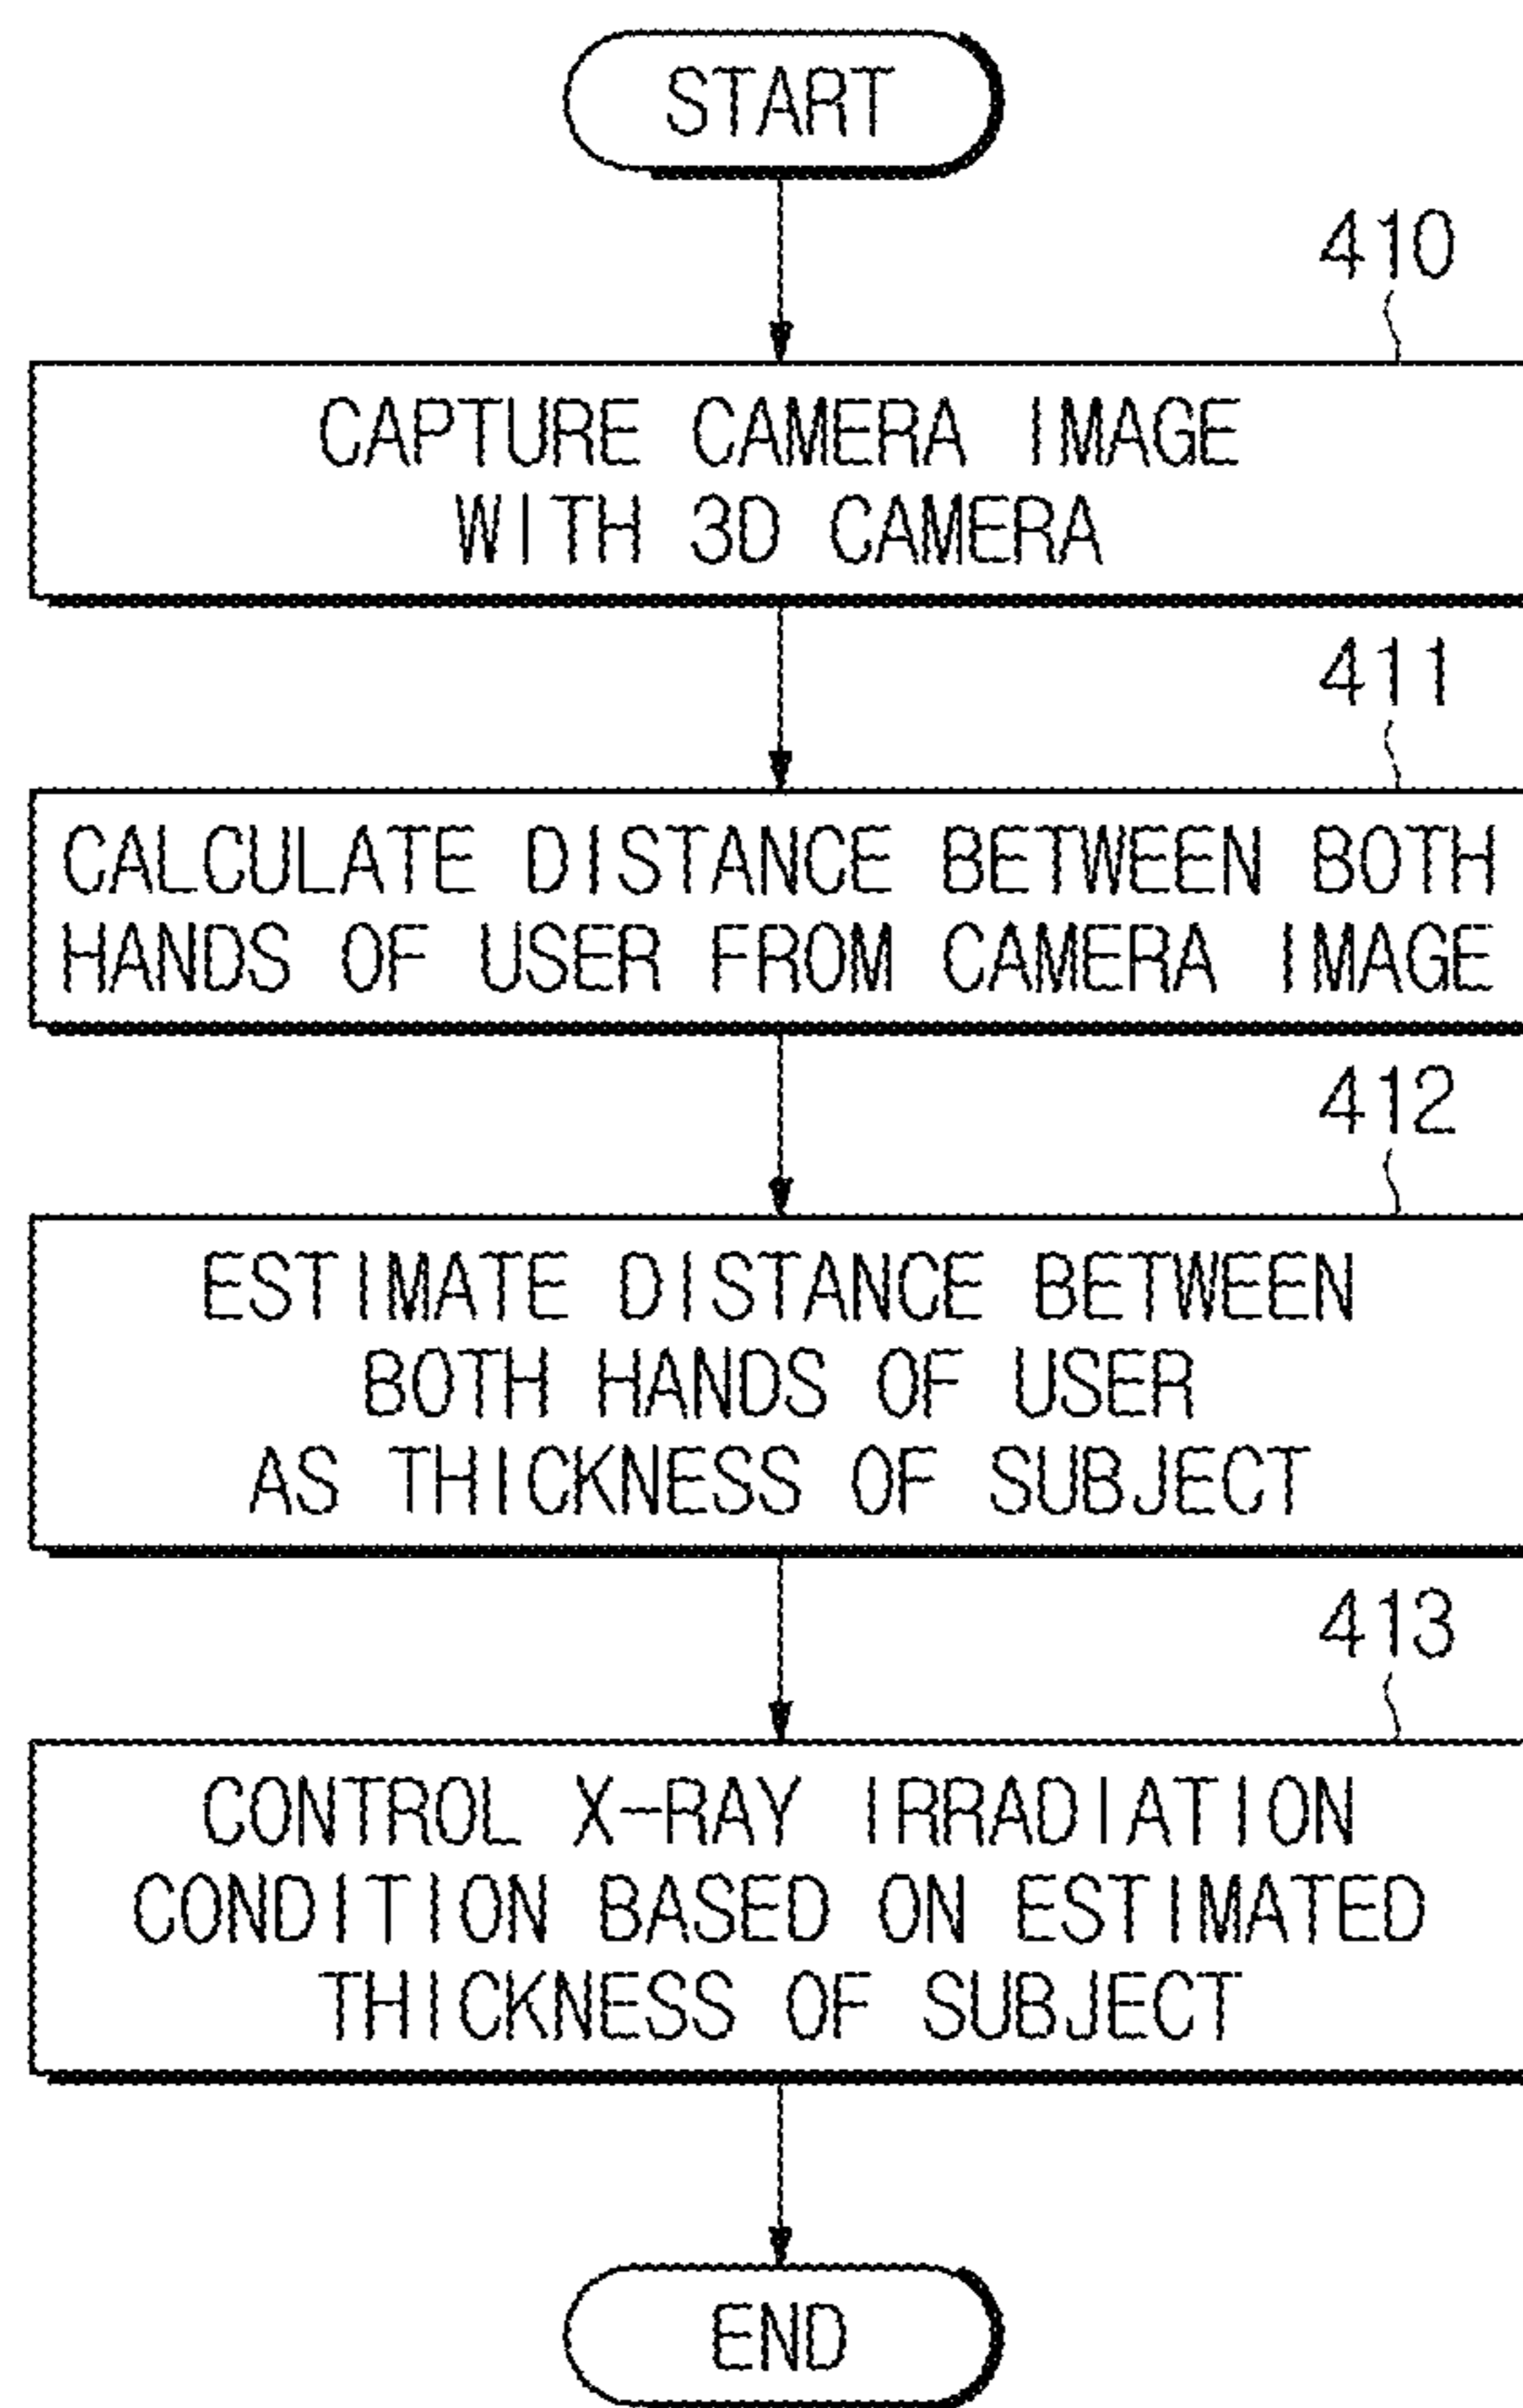 START
410
CAPTURE CAMERA IMAGE
WITH 3D CAMERA
411
CALCULATE DISTANCE BETWEEN BOTH
HANDS OF USER FROM CAMERA IMAGE
412
ESTIMATE DISTANCE BETWEEN
BOTH HANDS OF USER
AS THICKNESS OF SUBJECT
413
CONTROL X-RAY IRRADIATION
CONDITION BASED ON ESTIMATED
THICKNESS OF SUBJECT
END